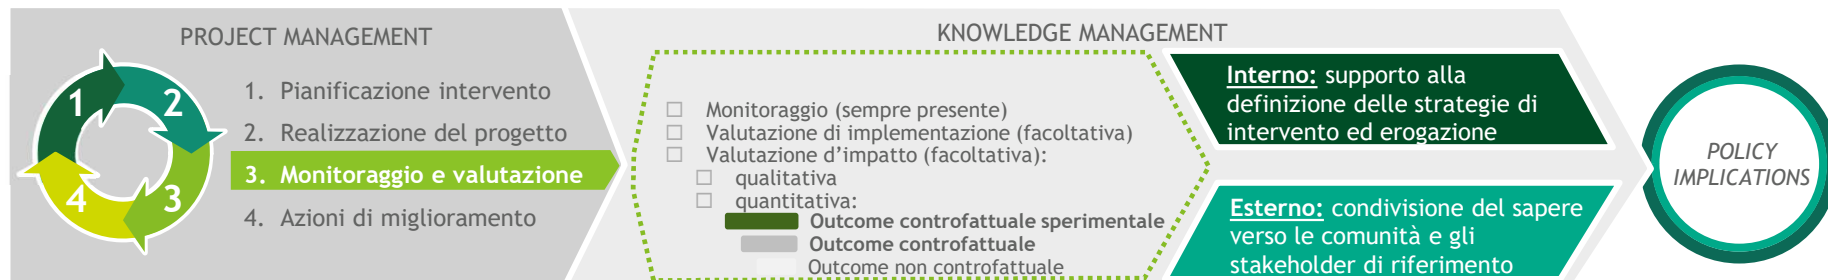 PROJECT MANAGEMENT
1
2
3
4
1. Pianificazione intervento
2. Realizzazione del progetto
3. Monitoraggio e valutazione
4. Azioni di miglioramento
KNOWLEDGE MANAGEMENT
Monitoraggio (sempre presente)
Valutazione di implementazione (facoltativa)
Valutazione d’impatto (facoltativa):
qualitativa
quantitativa:
Outcome controfattuale sperimentale
Outcome controfattuale
Outcome non controfattuale
Interno: supporto alla
definizione delle strategie di
intervento ed erogazione
Esterno: condivisione del sapere
verso le comunità e gli
stakeholder di riferimento
POLICY
IMPLICATIONS